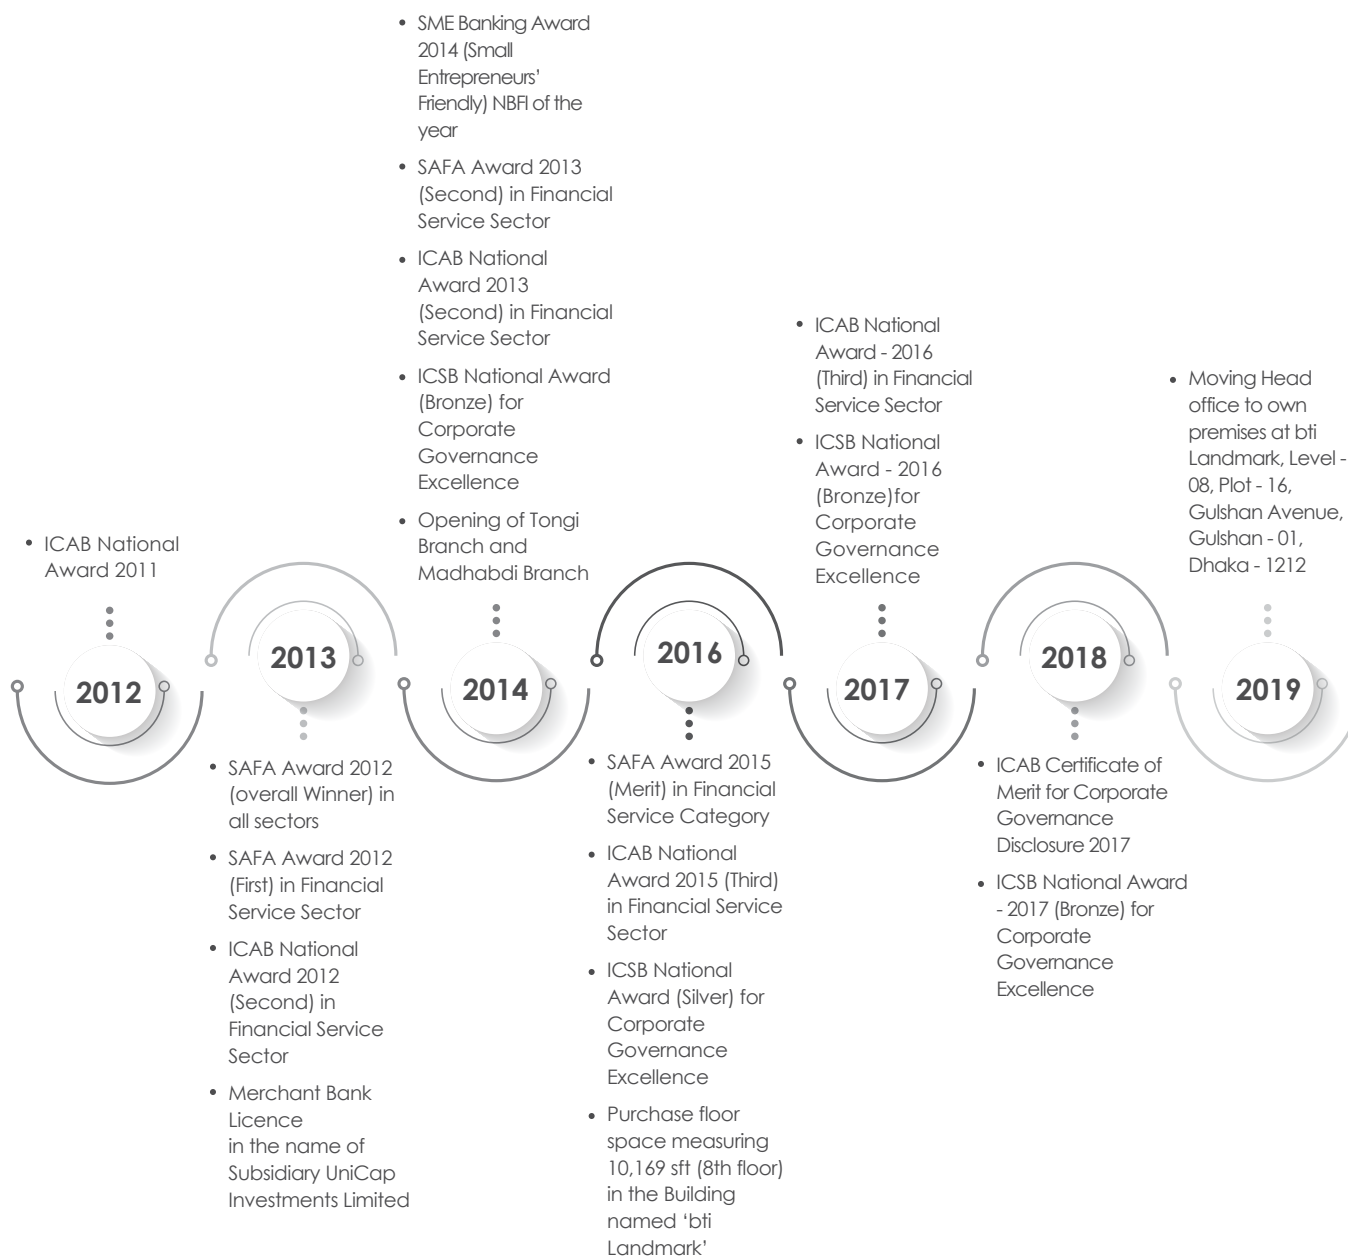 • SME Banking Award
2014 (Small
Entrepreneurs’
Friendly) NBFI of the
year
• SAFA Award 2013
(Second) in Financial
Service Sector
• ICAB National
Award 2013
(Second) in Financial
Service Sector
• ICSB National Award
(Bronze) for
Corporate
Governance
Excellence
• Opening of Tongi
Branch and
Madhabdi Branch
• ICAB National
Award - 2016
(Third) in Financial
Service Sector
• ICSB National
Award - 2016
(Bronze)for
Corporate
Governance
Excellence
• Moving Head
office to own
premises at bti
Landmark, Level -
08, Plot - 16,
Gulshan Avenue,
Gulshan - 01,
Dhaka - 1212
• ICAB National
Award 2011
2012
2013
2014
2016
2017
2018
2019
• SAFA Award 2012
(overall Winner) in
all sectors
• SAFA Award 2012
(First) in Financial
Service Sector
• ICAB National
Award 2012
(Second) in
Financial Service
Sector
• Merchant Bank
Licence
in the name of
Subsidiary UniCap
Investments Limited
• SAFA Award 2015
(Merit) in Financial
Service Category
• ICAB National
Award 2015 (Third)
in Financial Service
Sector
• ICSB National
Award (Silver) for
Corporate
Governance
Excellence
• Purchase floor
space measuring
10,169 sft (8th floor)
in the Building
named ‘bti
Landmark’
• ICAB Certificate of
Merit for Corporate
Governance
Disclosure 2017
• ICSB National Award
- 2017 (Bronze) for
Corporate
Governance
Excellence